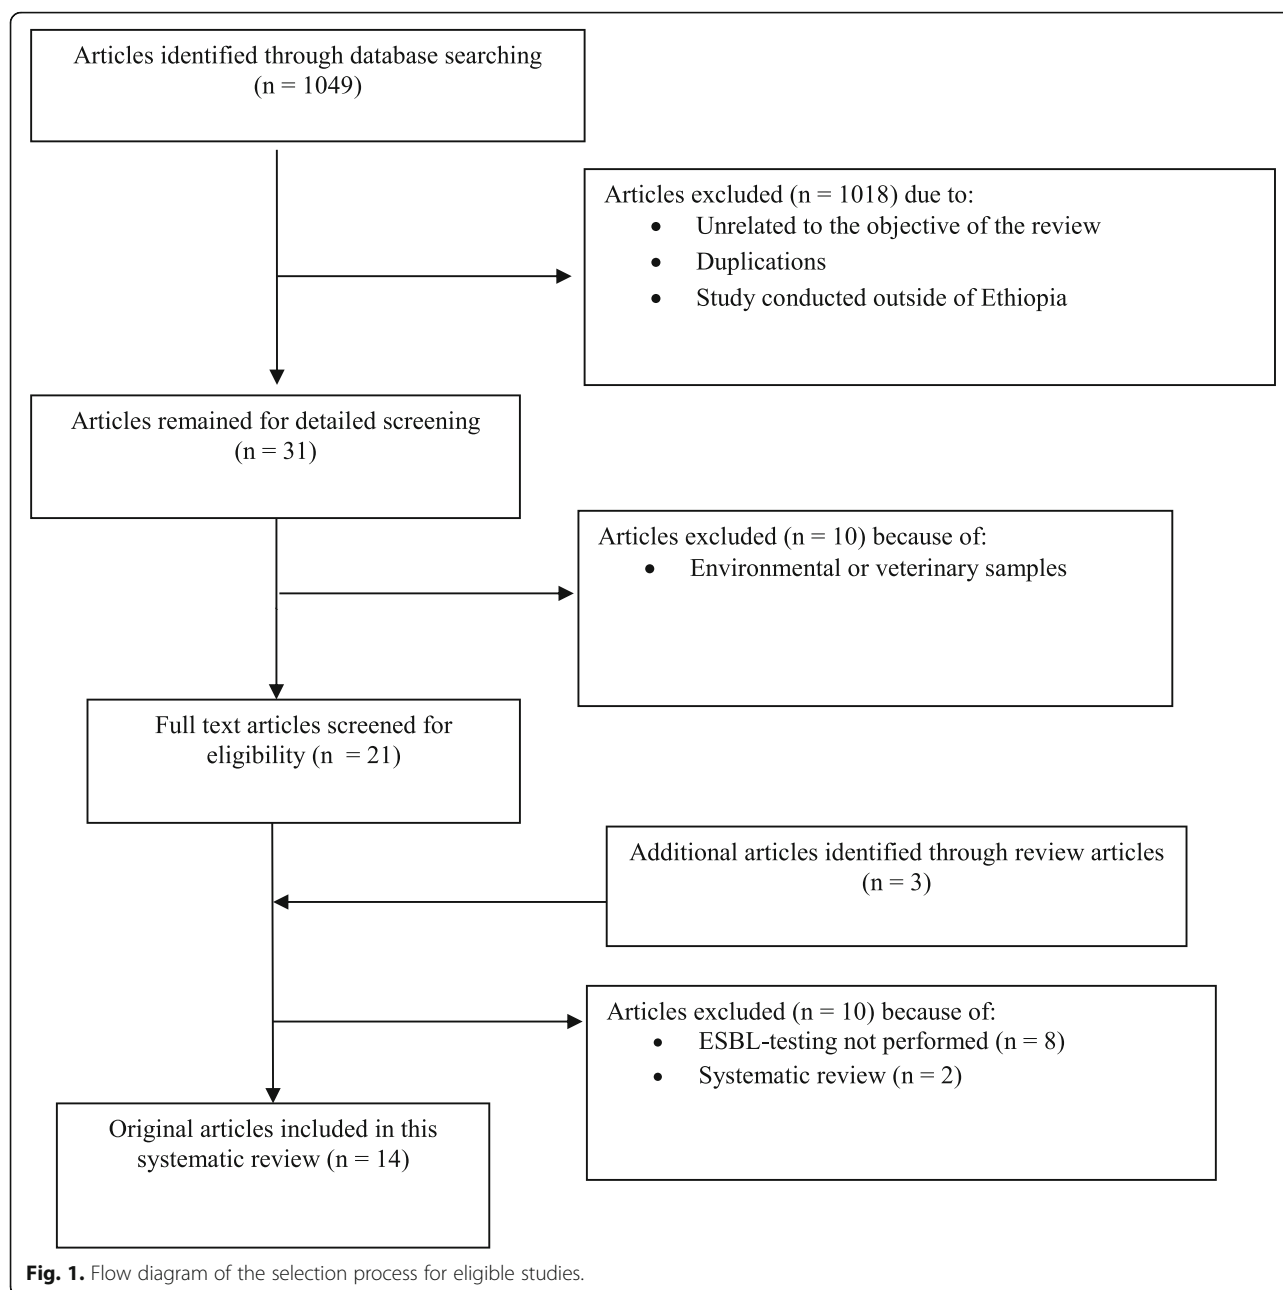 Articles identified through database searching
(n = 1049)
Articles excluded (n = 1018) due to:
• Unrelated to the objective of the review
• Duplications
• Study conducted outside of Ethiopia
Articles remained for detailed screening
(n = 31)
Articles excluded (n = 10) because of:
• Environmental or veterinary samples
Full text articles screened for
eligibility (n = 21)
Additional articles identified through review articles
(n = 3)
Articles excluded (n = 10) because of:
• ESBL-testing not performed (n = 8)
• Systematic review (n = 2)
Original articles included in this
systematic review (n = 14)
Fig. 1. Flow diagram of the selection process for eligible studies.